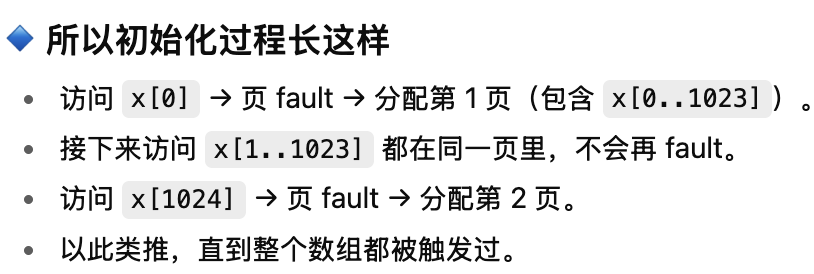 所以初始化过程长这样
访问 x[0] → 页 fault → 分配第 1 页（包含 x[0..1023]）。
接下来访问 x[1..1023] 都在同一页里，不会再 fault。
访问 x[1024] → 页 fault → 分配第 2 页。
以此类推，直到整个数组都被触发过。